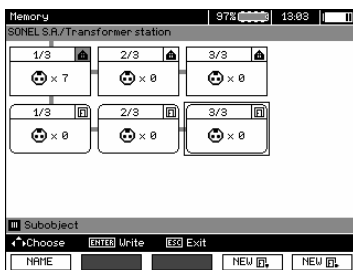 Memory 97% 13:03
SONEL S.A./Transformer station
1/3 2/3 3/3
× 7 × 0 × 0
1/3 2/3 3/3
× 0 × 0 × 0
Subobject
Choose ENTER Write ESC Exit
NAME NEW NEW